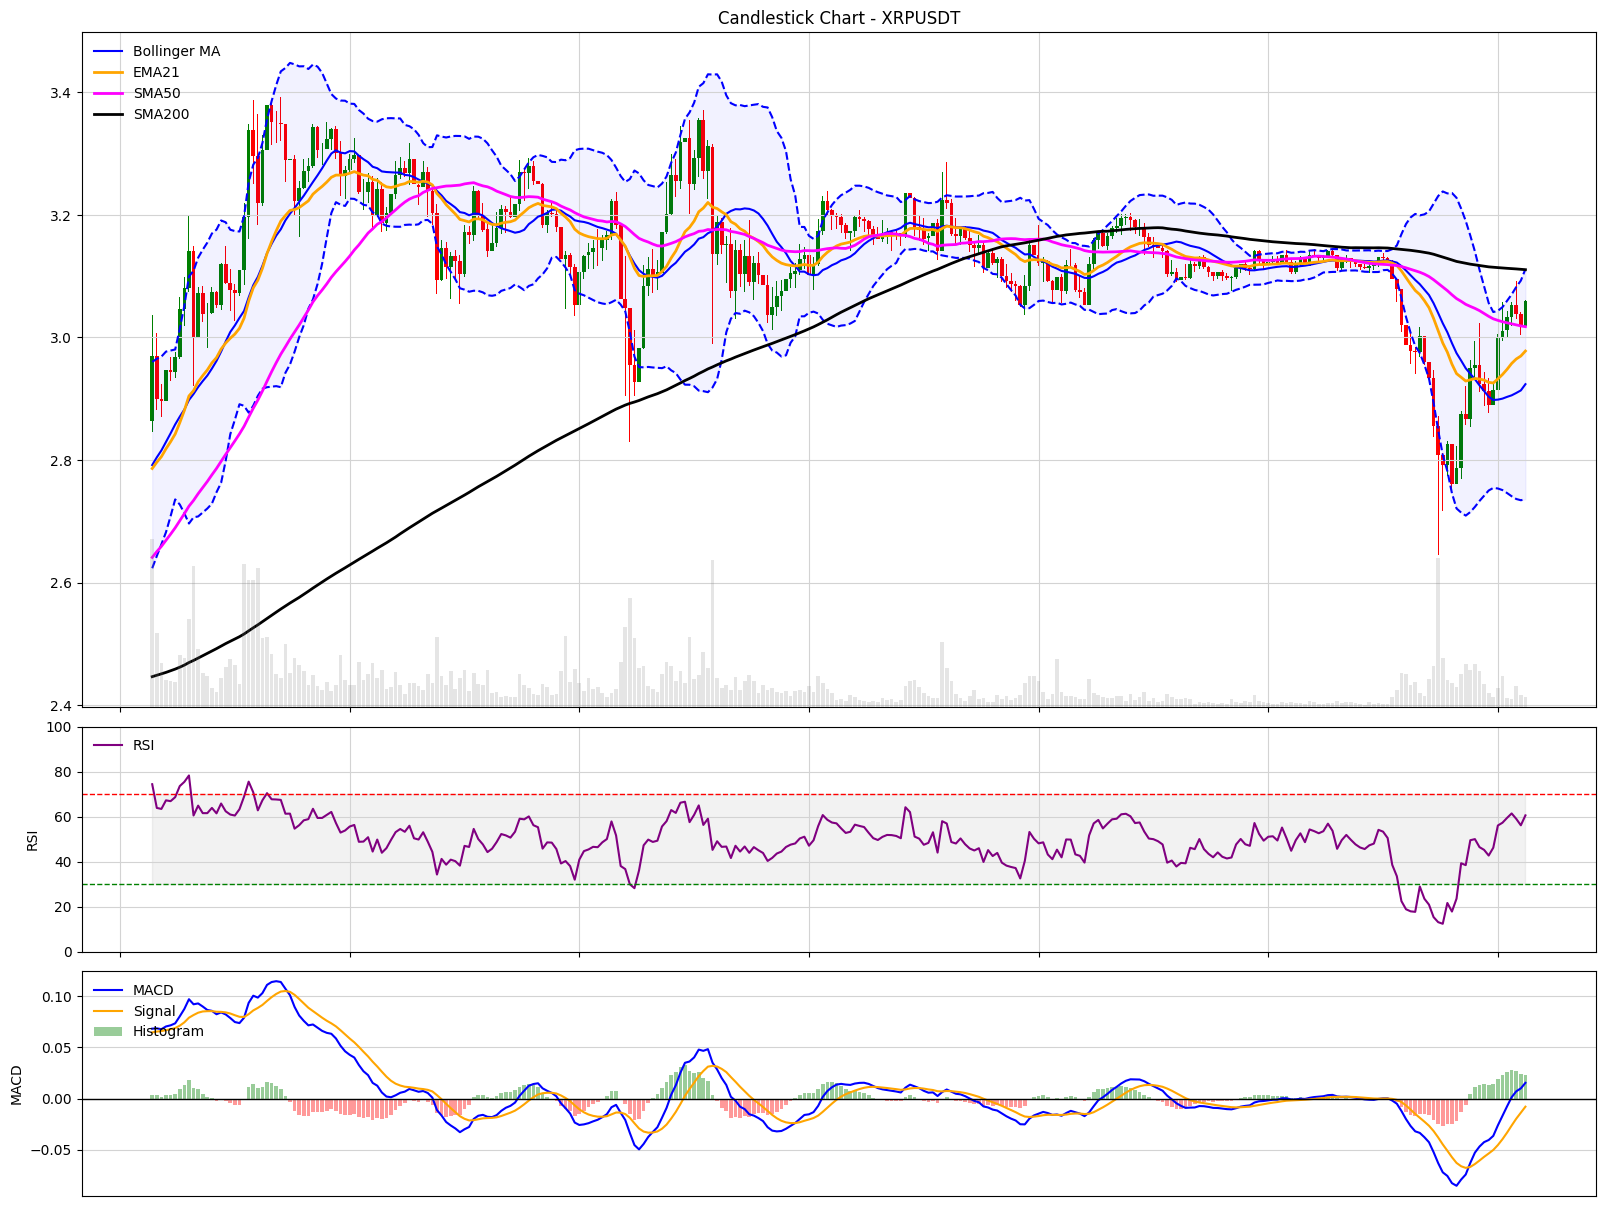 Candlestick Chart - XRPUSDT
Bollinger MA
EMA21
SMA50
SMA200
3.4
3.2
3.0
2.8
2.6
2.4
RSI
100
80
60
40
20
0
RSI
MACD
Signal
Histogram
0.10
0.05
0.00
−0.05
MACD